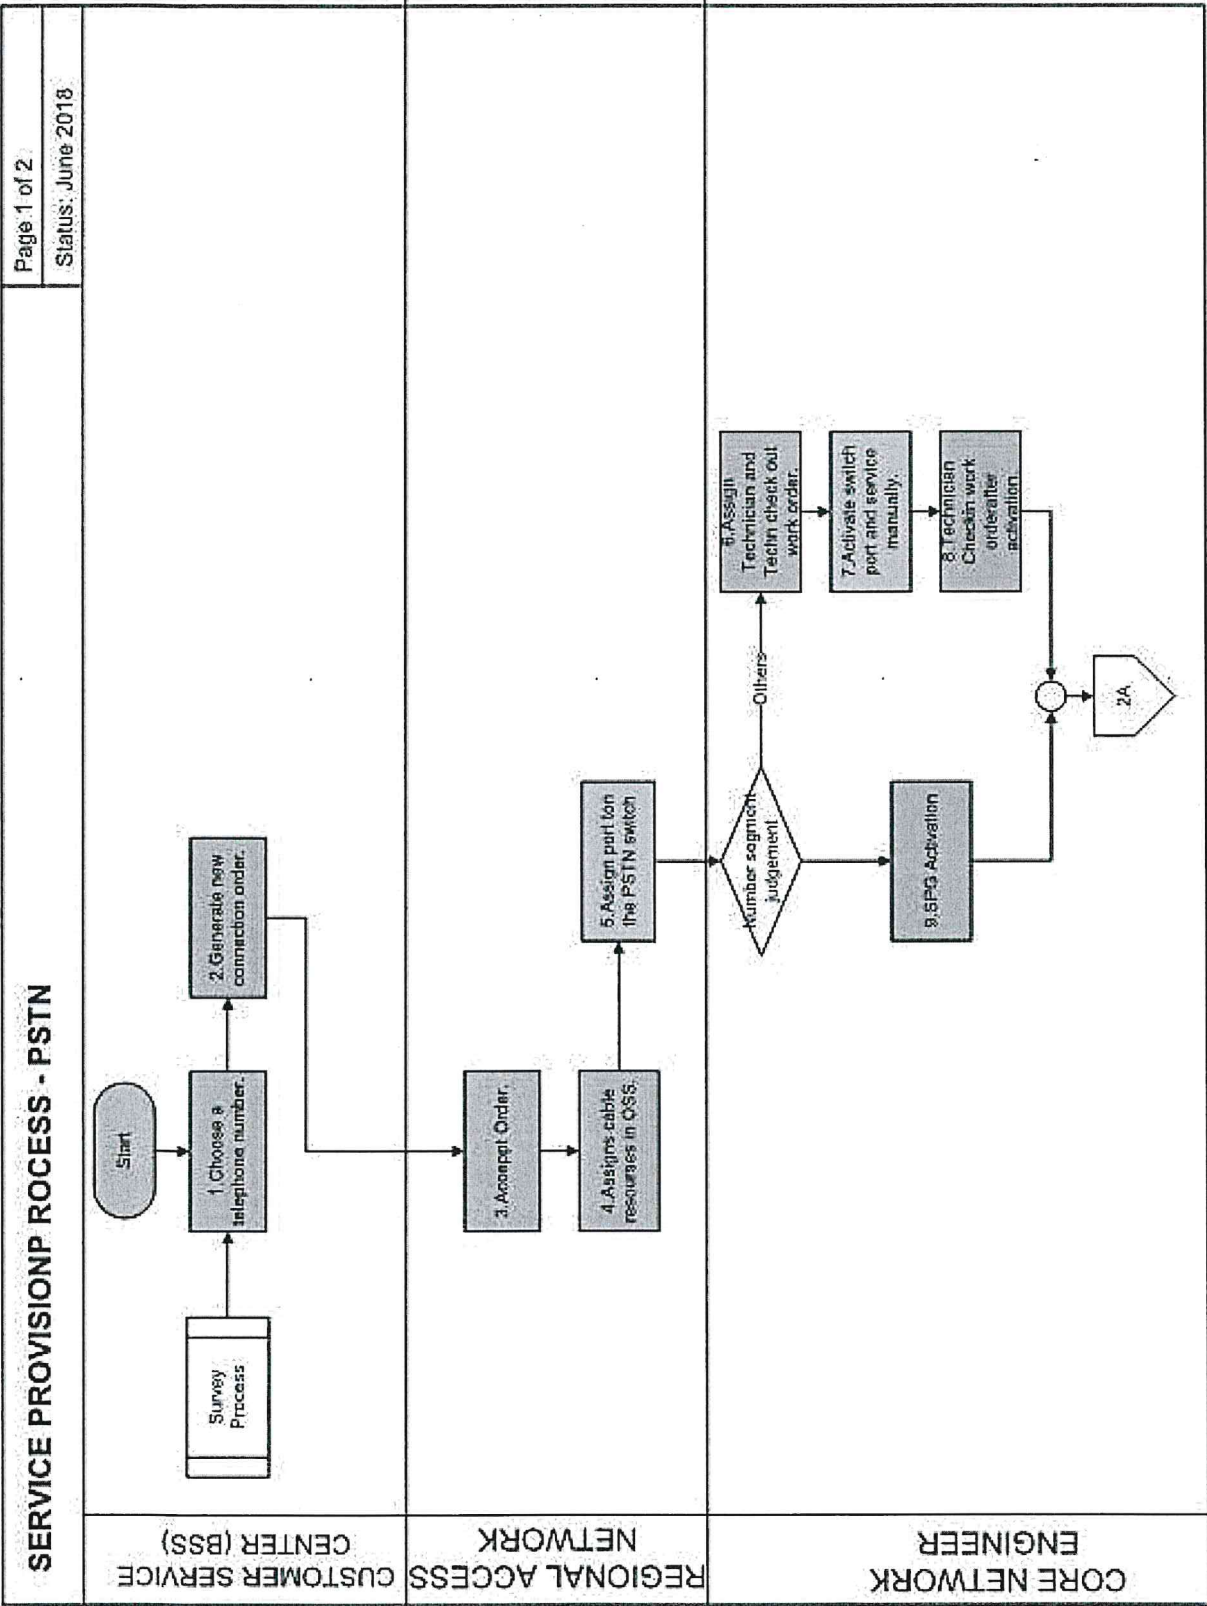 SERVICE PROVISIONP ROCESS - PSTN
Page 1 of 2
Status: June 2018
CUSTOMER SERVICE
CENTER (BSS)
Start
Survey
Process
1.Choose a
telephone number.
2.Generate new
connection order.
REGIONAL ACCESS
NETWORK
3.Acceppt Order.
4.Assigns cable
resourses in OSS.
5.Assign port ton
the PSTN switch
CORE NETWORK
ENGINEER
Number segment
judgement
Others
6.Assign
Technician and
Techn check out
work order.
7.Activate switch
port and service
manually.
8.Technician
Checkin work
orderafter
activation.
9.SPG Activation
2A